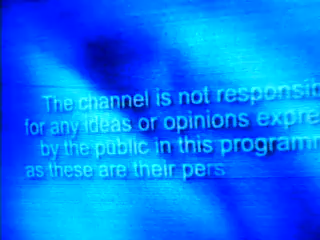 The channel is not responsib
for any ideas or opinions expre
by the public in this programm
as these are their pers